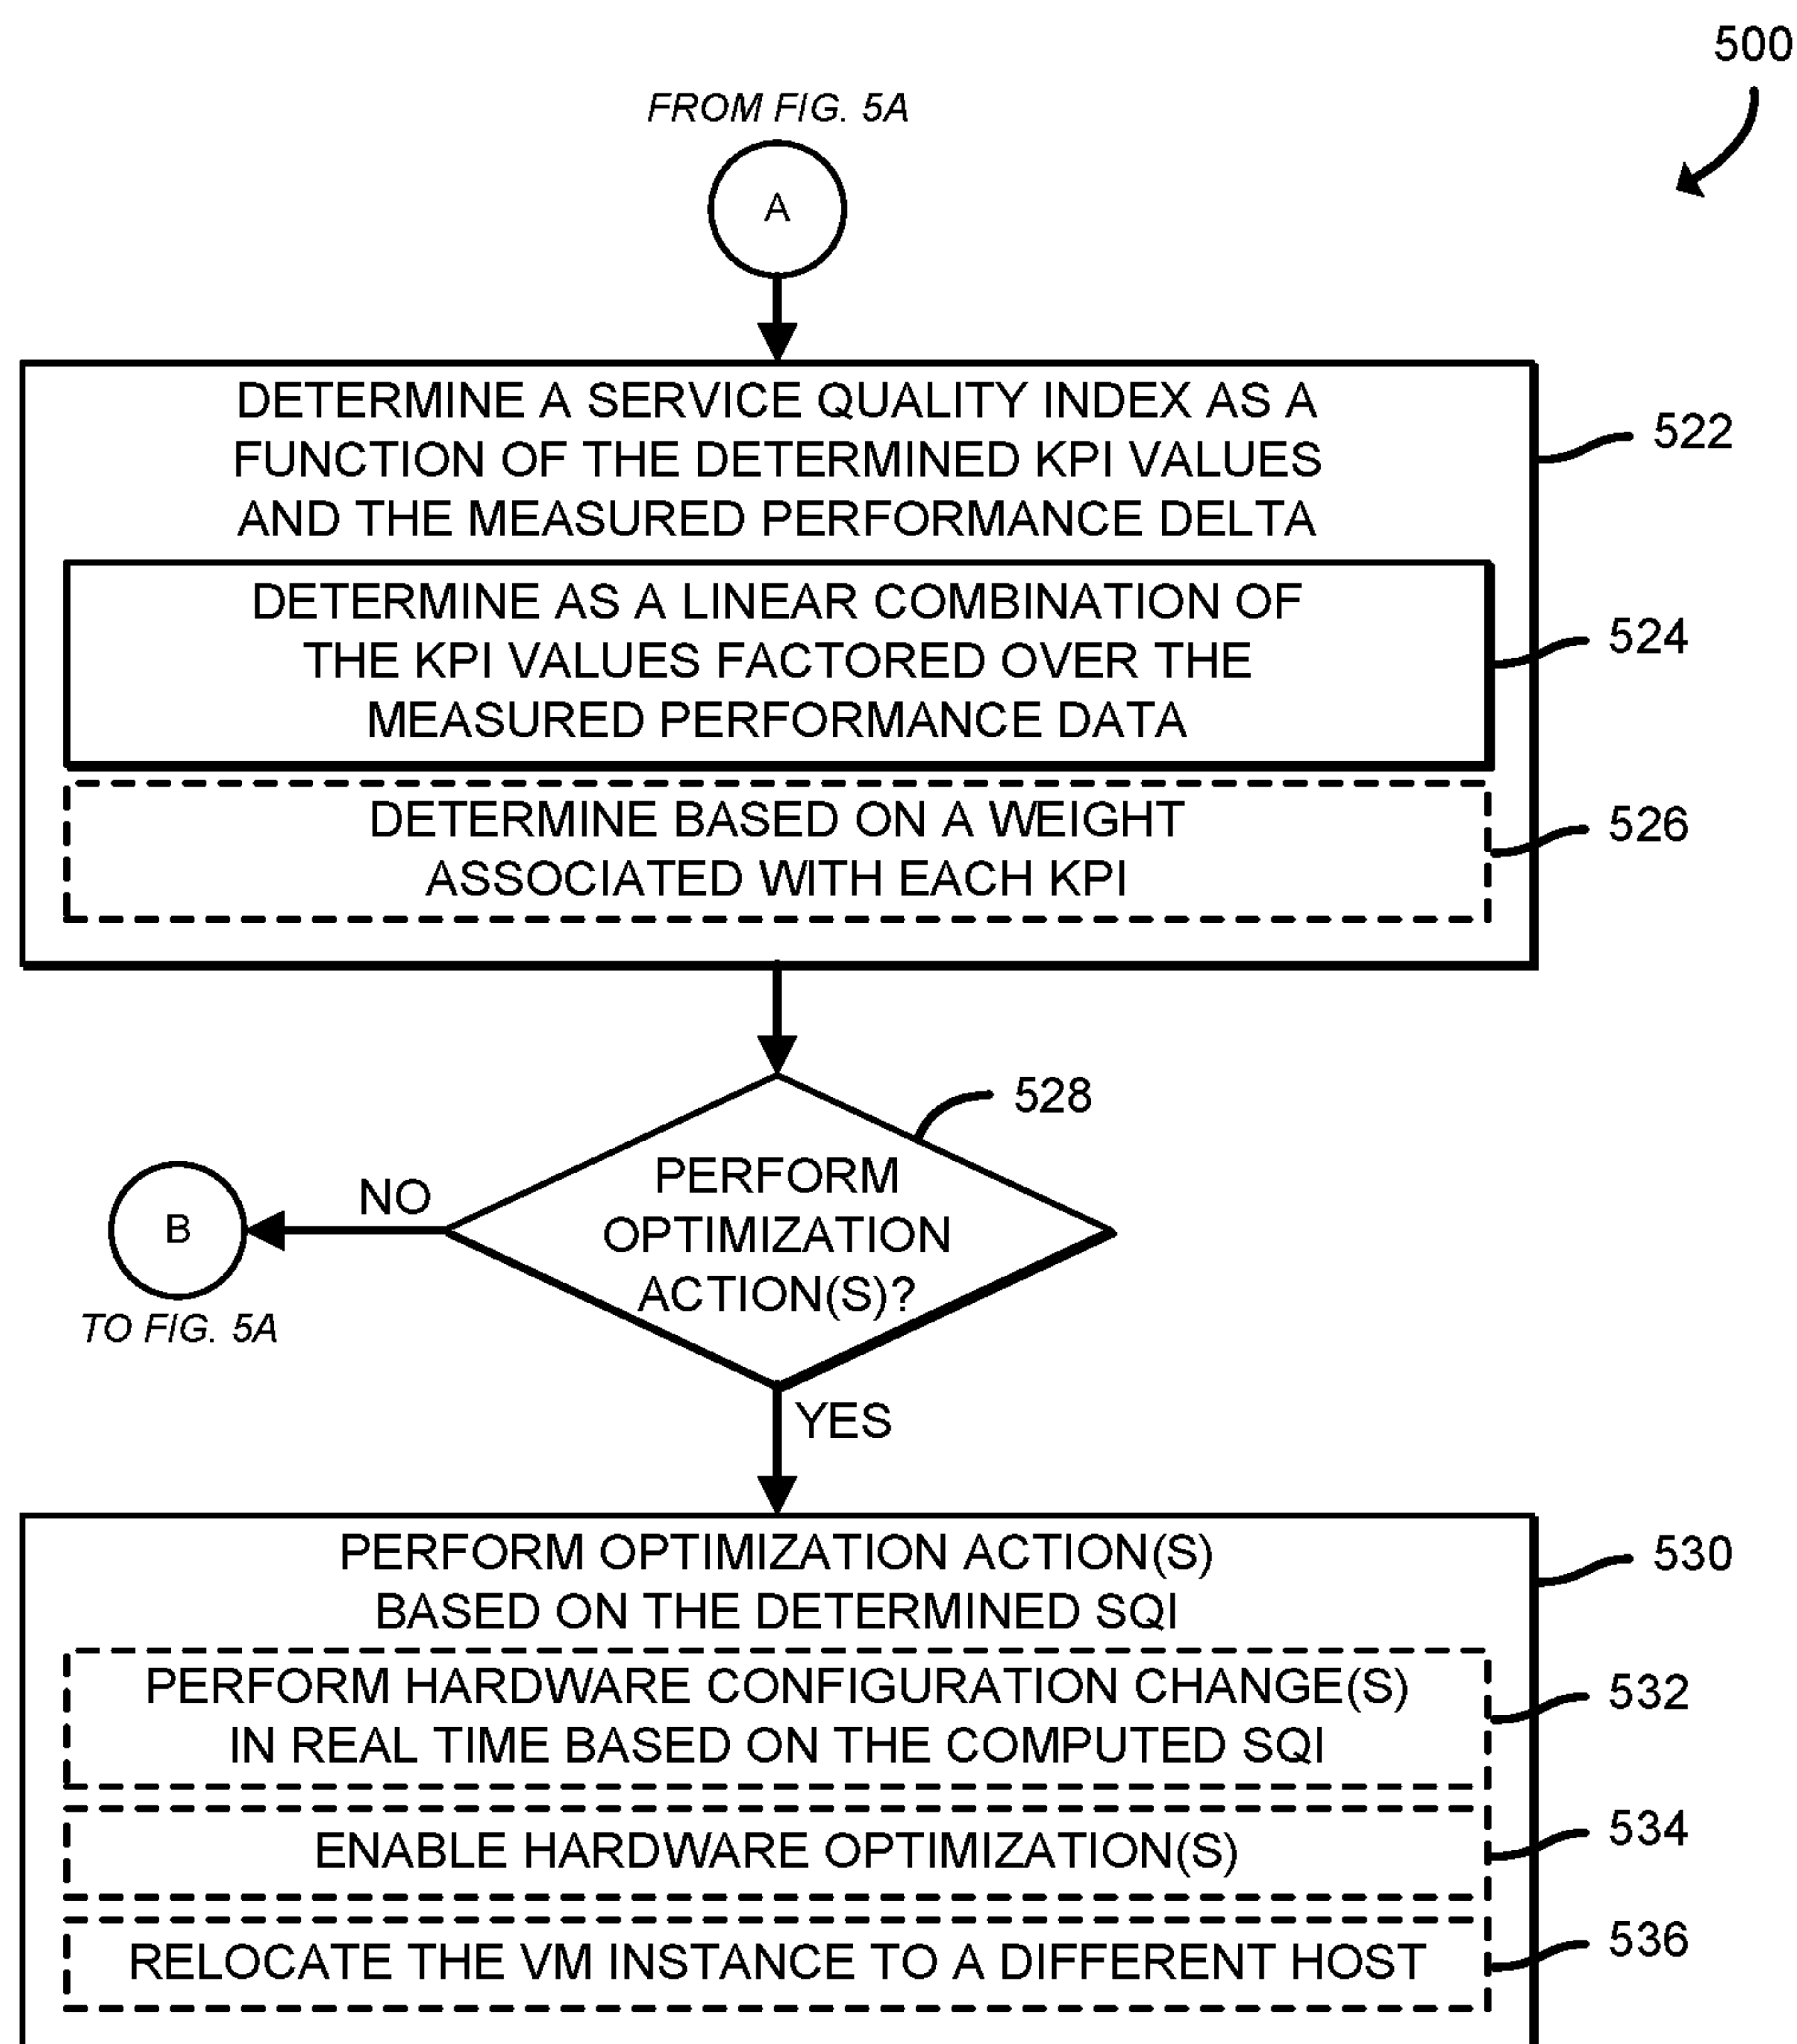 500
FROM FIG. 5A
A
DETERMINE A SERVICE QUALITY INDEX AS A
FUNCTION OF THE DETERMINED KPI VALUES
AND THE MEASURED PERFORMANCE DELTA
522
DETERMINE AS A LINEAR COMBINATION OF
THE KPI VALUES FACTORED OVER THE
MEASURED PERFORMANCE DATA
524
DETERMINE BASED ON A WEIGHT
ASSOCIATED WITH EACH KPI
526
528
PERFORM
OPTIMIZATION
ACTION(S)?
NO
B
TO FIG. 5A
YES
PERFORM OPTIMIZATION ACTION(S)
BASED ON THE DETERMINED SQI
530
PERFORM HARDWARE CONFIGURATION CHANGE(S)
IN REAL TIME BASED ON THE COMPUTED SQI
532
ENABLE HARDWARE OPTIMIZATION(S)
534
RELOCATE THE VM INSTANCE TO A DIFFERENT HOST
536